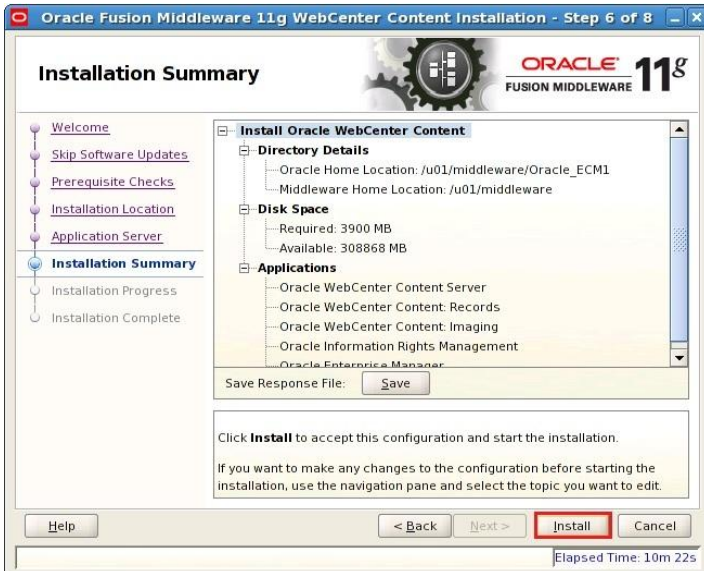 Oracle Fusion Middleware 11g WebCenter Content Installation - Step 6 of 8
Installation Summary
ORACLE
FUSION MIDDLEWARE
11g
Welcome
Skip Software Updates
Prerequisite Checks
Installation Location
Application Server
Installation Summary
Installation Progress
Installation Complete
Install Oracle WebCenter Content
Directory Details
Oracle Home Location: /u01/middleware/Oracle_ECM1
Middleware Home Location: /u01/middleware
Disk Space
Required: 3900 MB
Available: 308868 MB
Applications
Oracle WebCenter Content Server
Oracle WebCenter Content: Records
Oracle WebCenter Content: Imaging
Oracle Information Rights Management
Oracle Enterprise Manager
Save Response File: Save
Click Install to accept this configuration and start the installation.
If you want to make any changes to the configuration before starting the
installation, use the navigation pane and select the topic you want to edit.
Help < Back Next > Install Cancel
Elapsed Time: 10m 22s